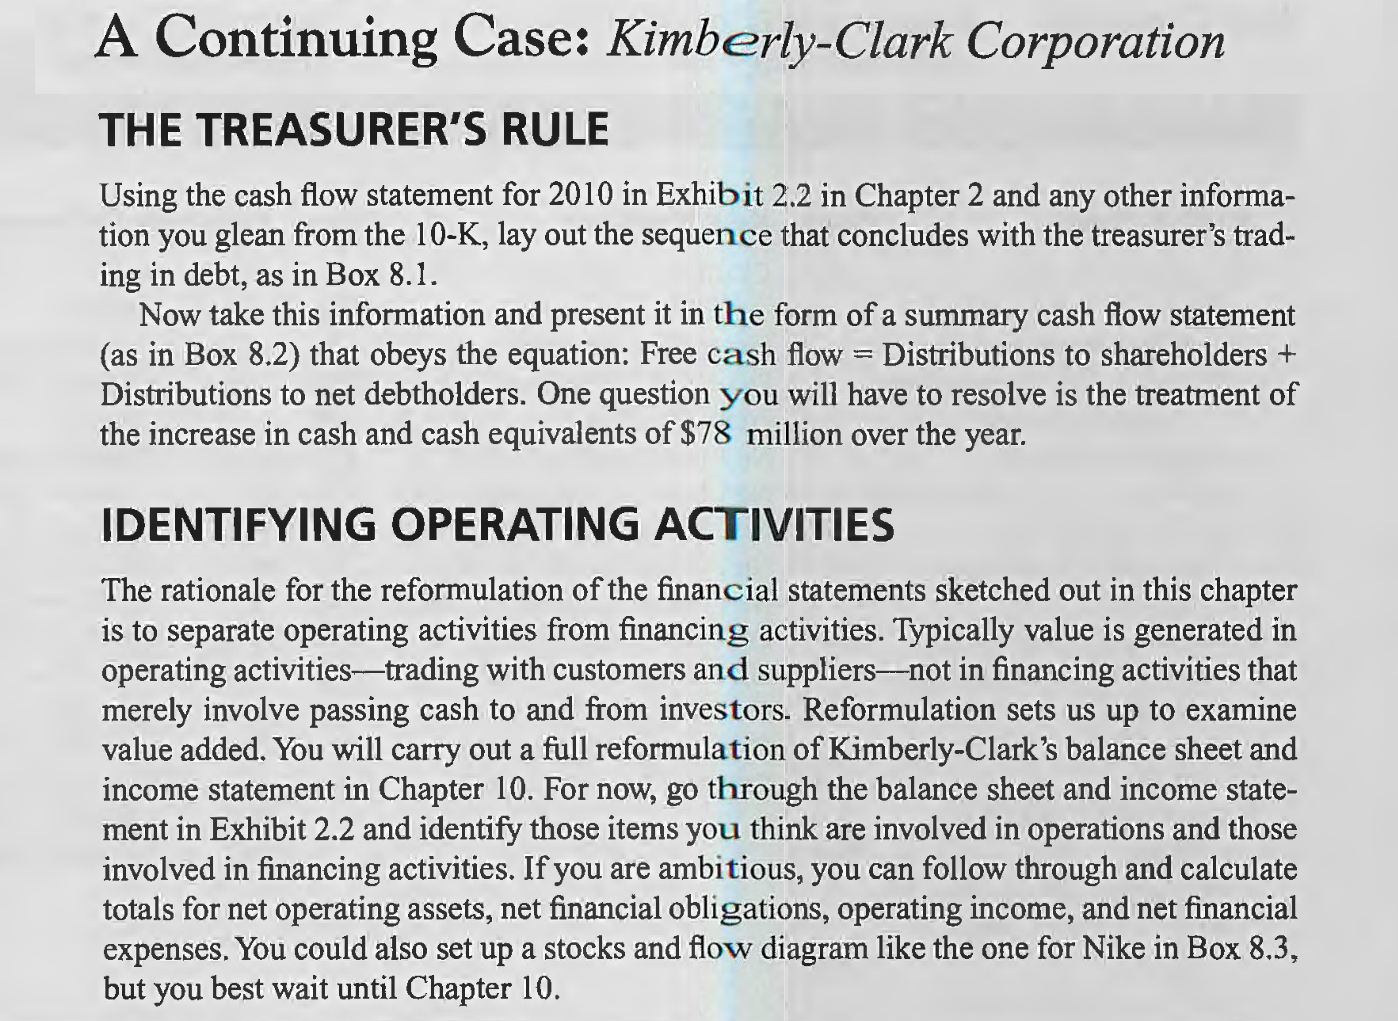 A Continuing Case: Kimberly-Clark Corporation
THE TREASURER'S RULE
Using the cash flow statement for 2010 in Exhibit 2.2 in Chapter 2 and any other informa-
tion you glean from the 10-K, lay out the sequence that concludes with the treasurer's trad-
ing in debt, as in Box 8.1.
Now take this information and present it in the form of a summary cash flow statement
(as in Box 8.2) that obeys the equation: Free cash flow = Distributions to shareholders +
Distributions to net debtholders. One question you will have to resolve is the treatment of
the increase in cash and cash equivalents of $78 million over the year.
IDENTIFYING OPERATING ACTIVITIES
The rationale for the reformulation of the financial statements sketched out in this chapter
is to separate operating activities from financing activities. Typically value is generated in
operating activities—trading with customers and suppliers—not in financing activities that
merely involve passing cash to and from investors. Reformulation sets us up to examine
value added. You will carry out a full reformulation of Kimberly-Clark's balance sheet and
income statement in Chapter 10. For now, go through the balance sheet and income state-
ment in Exhibit 2.2 and identify those items you think are involved in operations and those
involved in financing activities. If you are ambitious, you can follow through and calculate
totals for net operating assets, net financial obligations, operating income, and net financial
expenses. You could also set up a stocks and flow diagram like the one for Nike in Box 8.3,
but you best wait until Chapter 10.